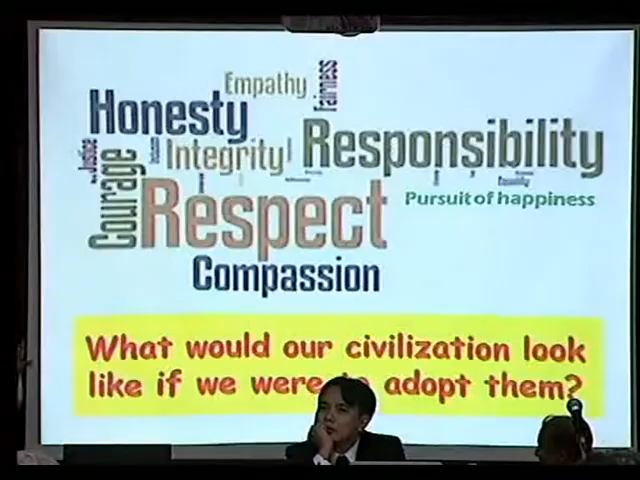 Empathy
Fairness
Honesty
Justice
Integrity
Responsibility
Courage
Respect
Pursuit of happiness
Compassion
What would our civilization look
like if we were to adopt them?